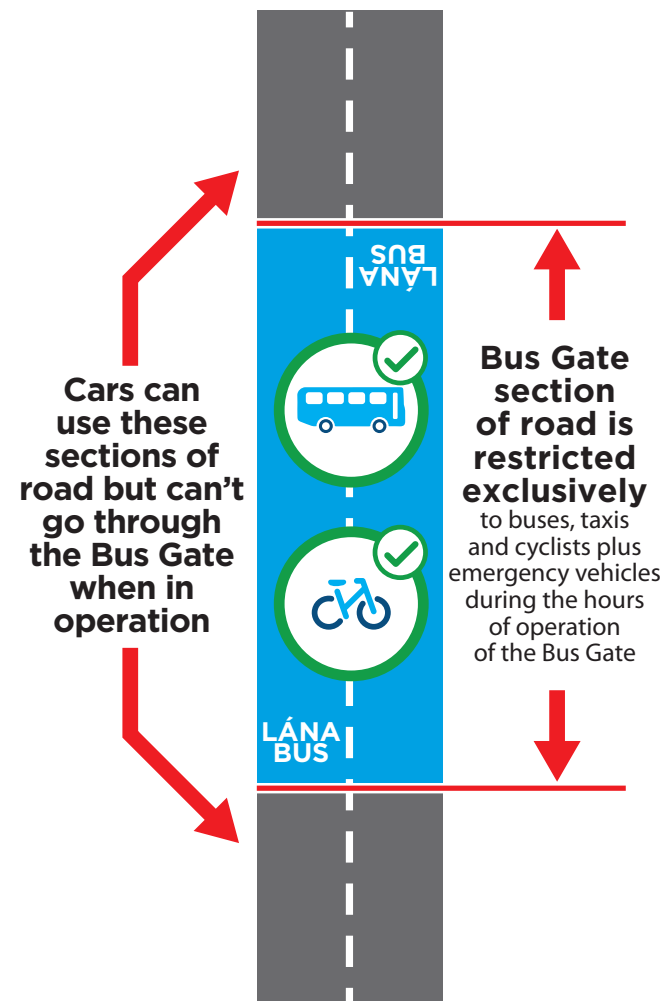 LÁNA
BUS
Cars can
use these
sections of
road but can’t
go through
the Bus Gate
when in
operation
Bus Gate
section
of road is
restricted
exclusively
to buses, taxis
and cyclists plus
emergency vehicles
during the hours
of operation
of the Bus Gate
LÁNA
BUS